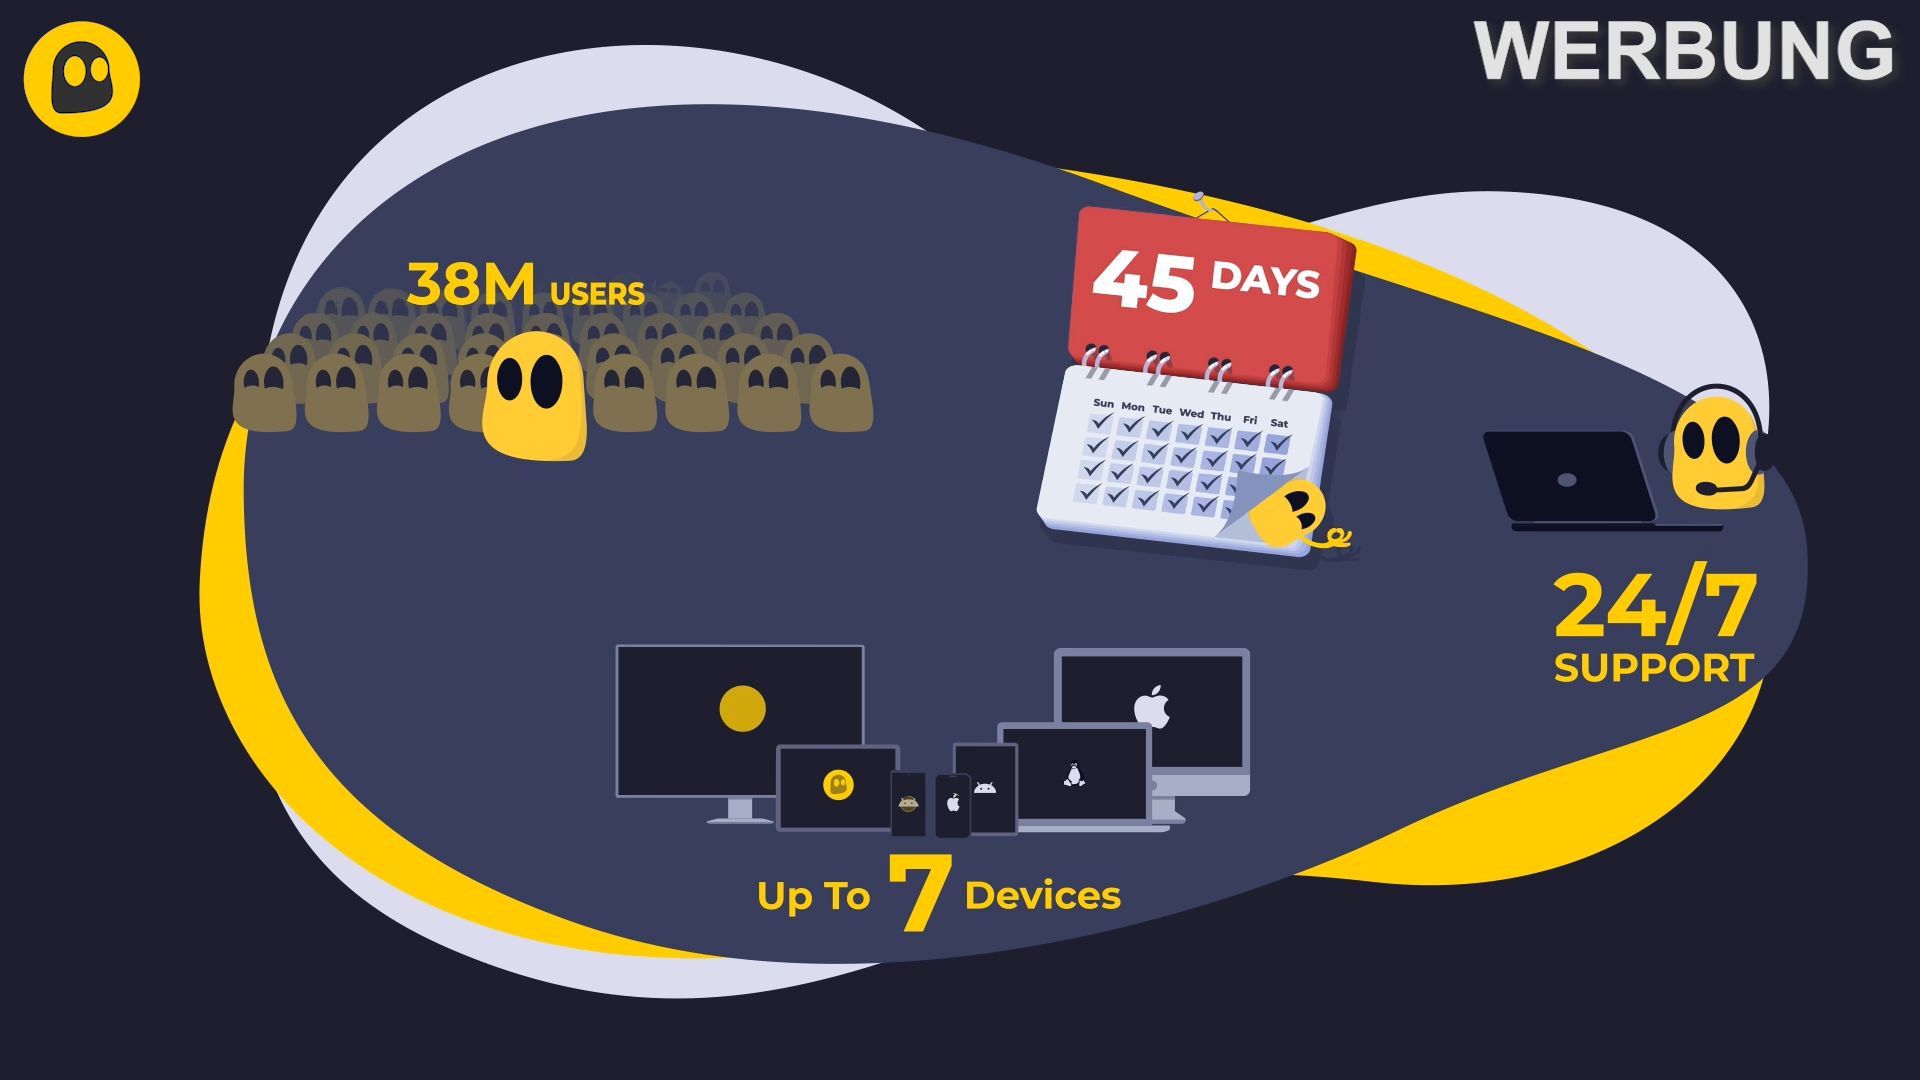 WERBUNG
38M USERS
45 DAYS
Sun Mon Tue Wed Thu Fri Sat
24/7
SUPPORT
Up To 7 Devices